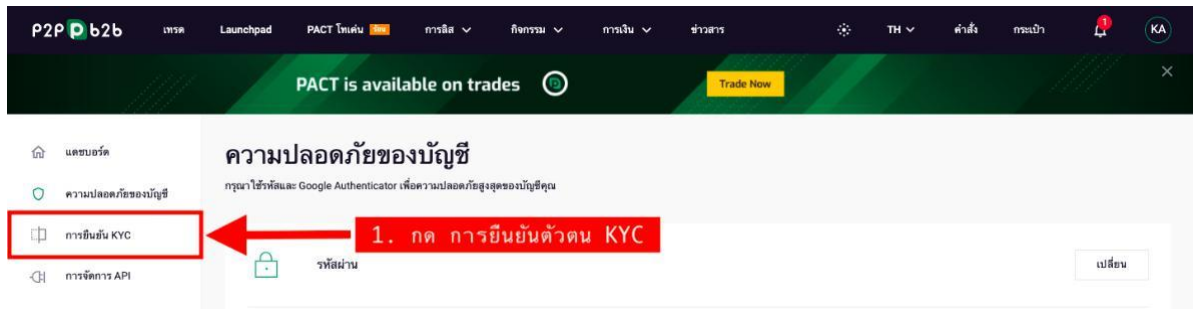 P2P b2b เทรด Launchpad PACT โทเค่น ร้อน การลิส กิจกรรม การเงิน ข่าวสาร TH คำสั่ง กระเป๋า 1 KA
PACT is available on trades Trade Now
แดชบอร์ด
ความปลอดภัยของบัญชี
การยืนยัน KYC
การจัดการ API
ความปลอดภัยของบัญชี
กรุณาใช้รหัสและ Google Authenticator เพื่อความปลอดภัยสูงสุดของบัญชีคุณ
1. กด การยืนยันตัวตน KYC
รหัสผ่าน เปลี่ยน